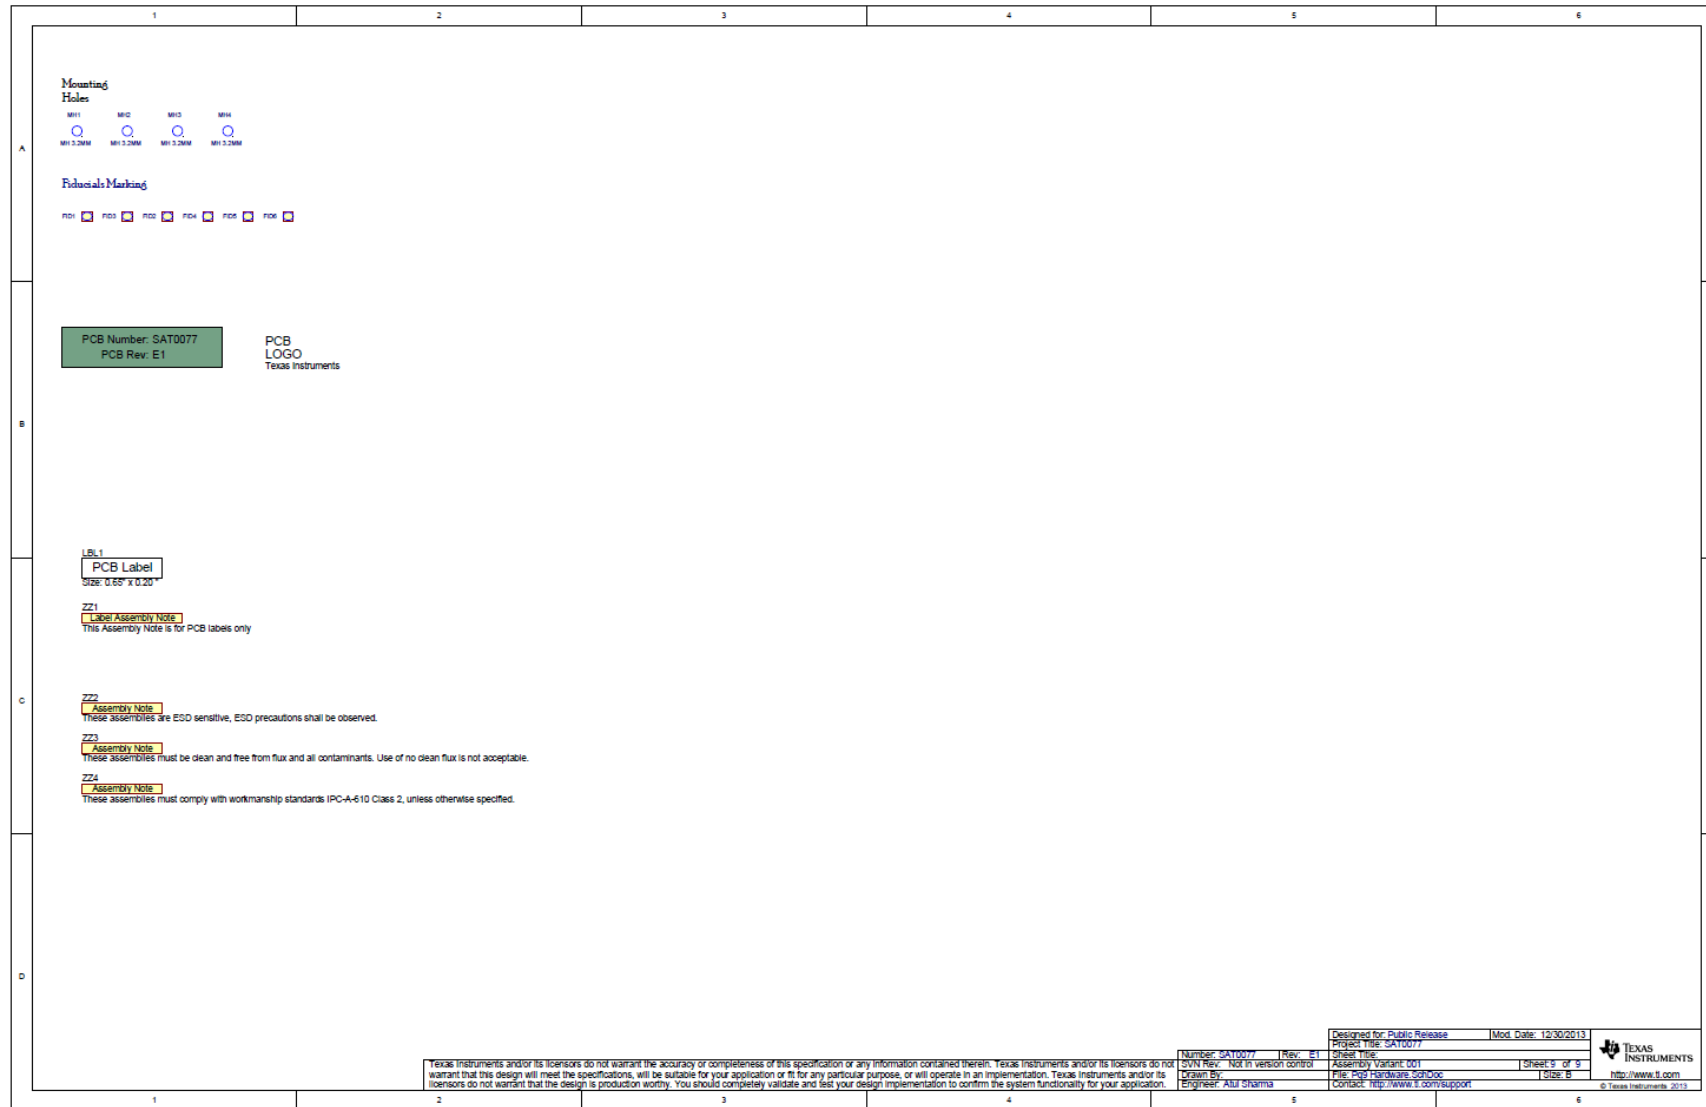 1 2 3 4 5 6
Mounting
Holes
MH1 MH2 MH3 MH4
MH 3.2MM MH 3.2MM MH 3.2MM MH 3.2MM
A
Fiducials Marking
FID1 FID3 FID2 FID4 FID5 FID6
PCB Number: SAT0077
PCB Rev: E1
PCB
LOGO
Texas Instruments
B
LBL1
PCB Label
Size: 0.65" x 0.20 "
ZZ1
Label Assembly Note
This Assembly Note is for PCB labels only
C
ZZ2
Assembly Note
These assemblies are ESD sensitive, ESD precautions shall be observed.
ZZ3
Assembly Note
These assemblies must be clean and free from flux and all contaminants. Use of no clean flux is not acceptable.
ZZ4
Assembly Note
These assemblies must comply with workmanship standards IPC-A-610 Class 2, unless otherwise specified.
D
Texas Instruments and/or its licensors do not warrant the accuracy or completeness of this specification or any information contained therein. Texas Instruments and/or its licensors do not
warrant that this design will meet the specifications, will be suitable for your application or fit for any particular purpose, or will operate in an implementation. Texas Instruments and/or its
licensors do not warrant that the design is production worthy. You should completely validate and test your design implementation to confirm the system functionality for your application.
Number: SAT0077 Rev: E1
SVN Rev: Not in version control
Drawn By:
Engineer: Atul Sharma
Designed for: Public Release Mod. Date: 12/30/2013
Project Title: SAT0077
Sheet Title:
Assembly Variant: 001 Sheet: 9 of 9
File: Pg9 Hardware.SchDoc Size: B
Contact: http://www.ti.com/support
TEXAS
INSTRUMENTS
http://www.ti.com
© Texas Instruments 2013
1 2 3 4 5 6